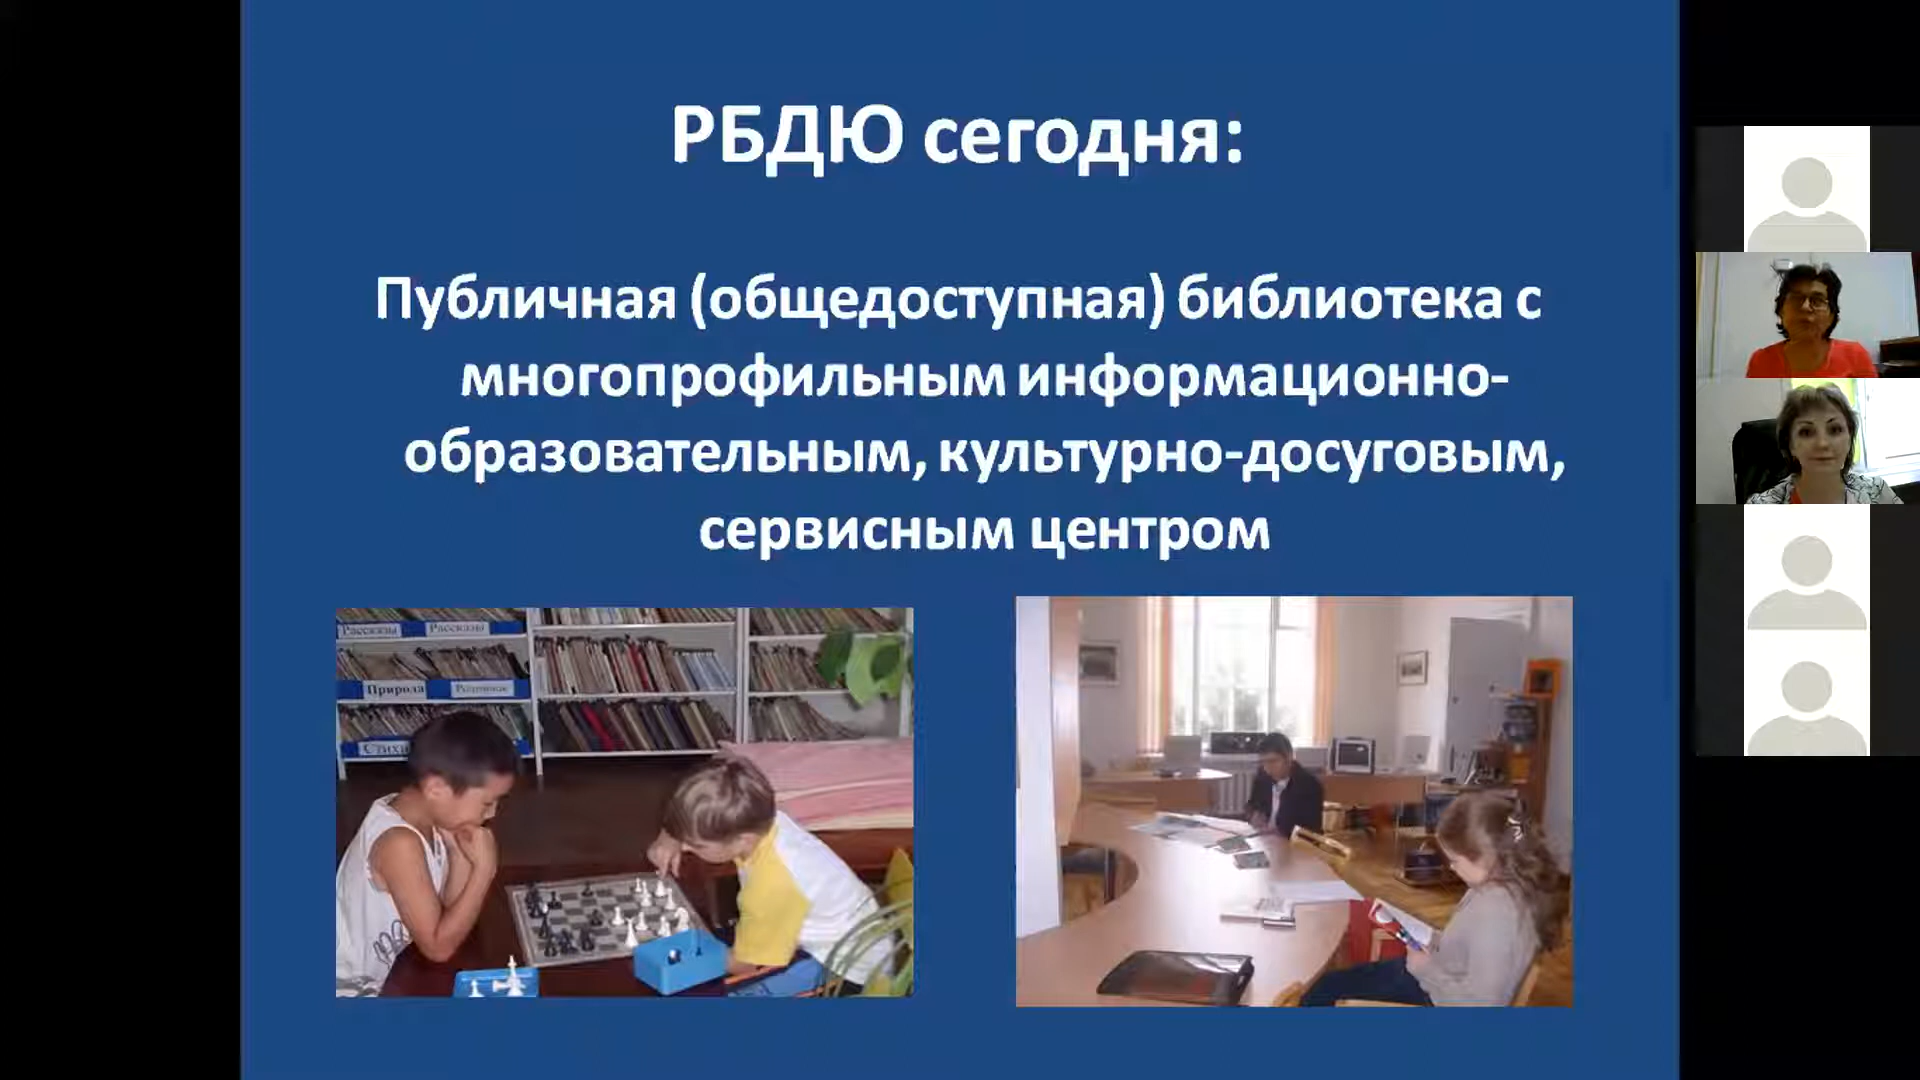 РБДЮ сегодня:
Публичная (общедоступная) библиотека с
многопрофильным информационно-
образовательным, культурно-досуговым,
сервисным центром
Рассказы Рассказы
Природа
Стихи